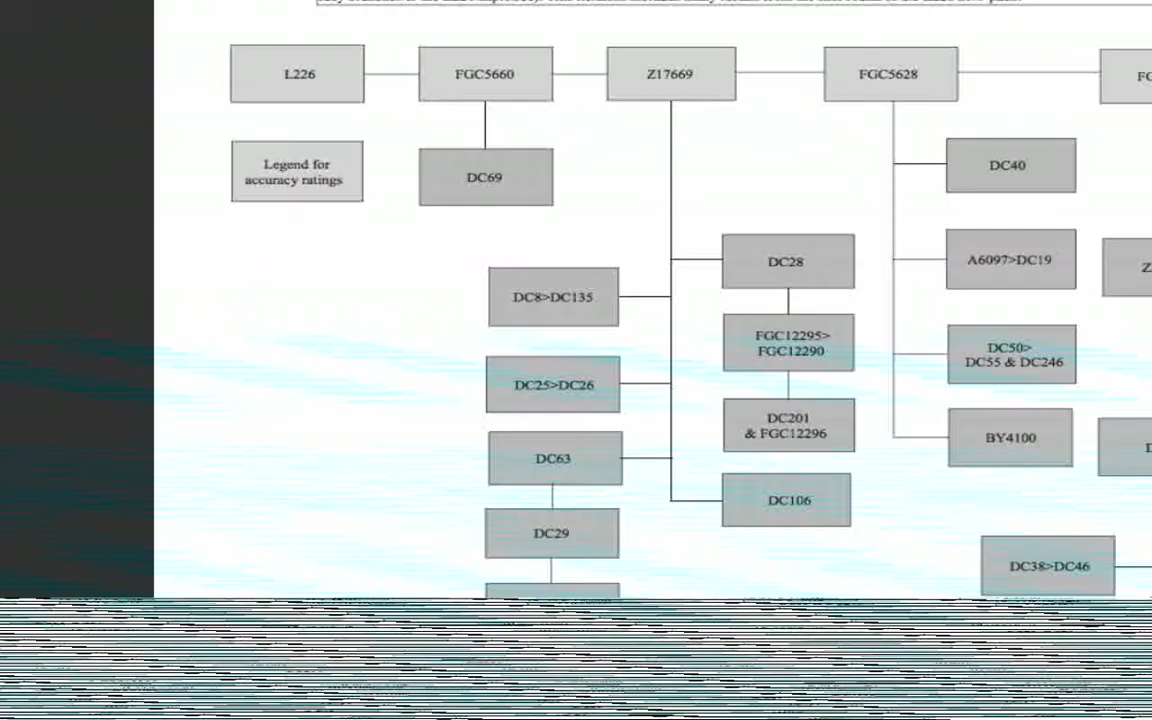 L226
FGC5660
Z17669
FGC5628
Legend for
accuracy ratings
DC69
DC40
DC28
A6097>DC19
DC8>DC135
FGC12295>
FGC12290
DC50>
DC55 & DC246
DC25>DC26
DC201
& FGC12296
BY4100
DC63
DC106
DC29
DC38>DC46